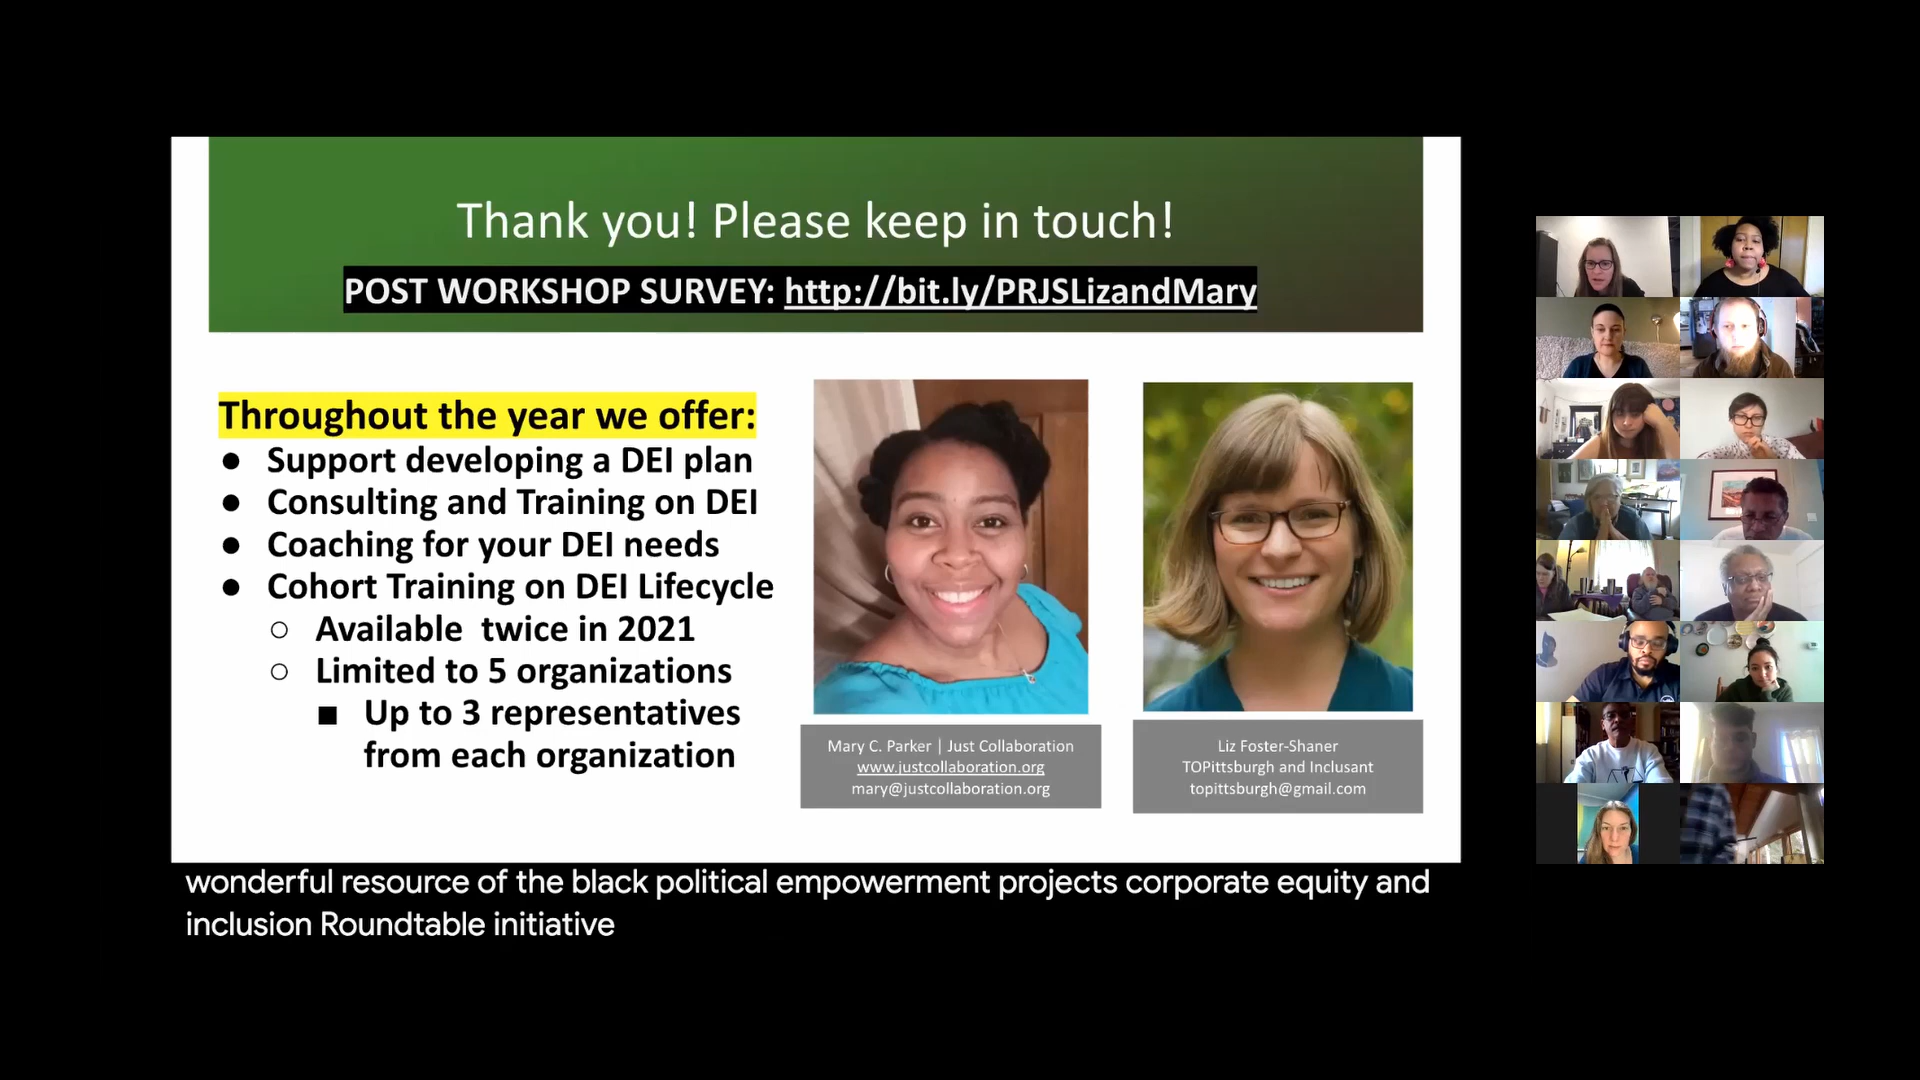 Thank you! Please keep in touch!
POST WORKSHOP SURVEY: http://bit.ly/PRJSLizandMary
Throughout the year we offer:
● Support developing a DEI plan
● Consulting and Training on DEI
● Coaching for your DEI needs
● Cohort Training on DEI Lifecycle
○ Available twice in 2021
○ Limited to 5 organizations
■ Up to 3 representatives
from each organization
Mary C. Parker | Just Collaboration
www.justcollaboration.org
mary@justcollaboration.org
Liz Foster-Shaner
TOPittsburgh and Inclusant
topittsburgh@gmail.com
wonderful resource of the black political empowerment projects corporate equity and
inclusion Roundtable initiative